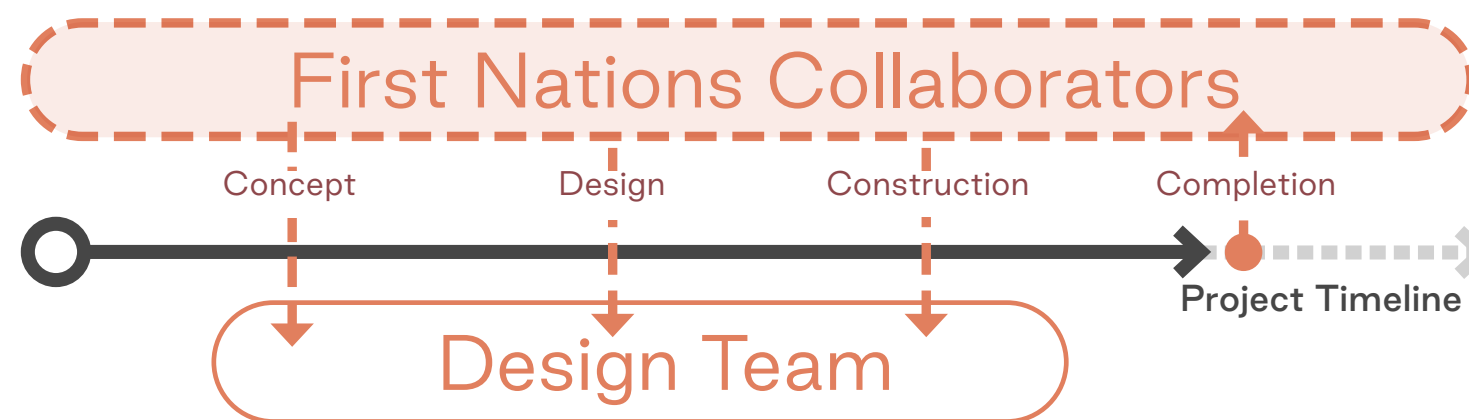 First Nations Collaborators
Concept Design Construction Completion
Project Timeline
Design Team